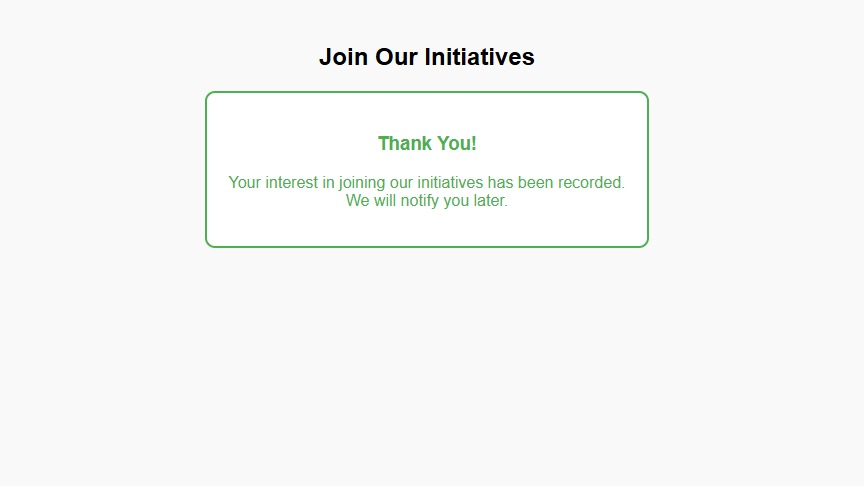 Join Our Initiatives
Thank You!
Your interest in joining our initiatives has been recorded.
We will notify you later.